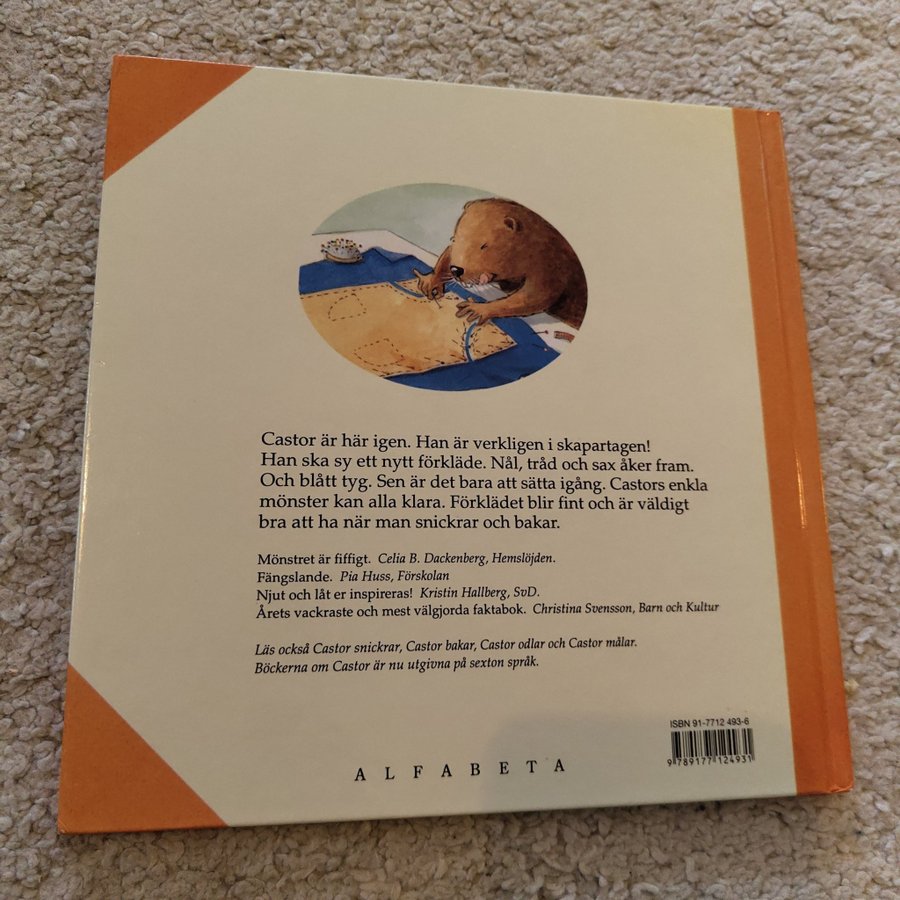 Castor är här igen. Han är verkligen i skapartagen!
Han ska sy ett nytt förkläde. Nål, tråd och sax åker fram.
Och blått tyg. Sen är det bara att sätta igång. Castors enkla
mönster kan alla klara. Förklädet blir fint och är väldigt
bra att ha när man snickrar och bakar.
Mönstret är fiffigt. Celia B. Dackenberg, Hemslöjden.
Fängslande. Pia Huss, Förskolan
Njut och låt er inspireras! Kristin Hallberg, SvD.
Årets vackraste och mest välgjorda faktabok. Christina Svensson, Barn och Kultur
Läs också Castor snickrar, Castor bakar, Castor odlar och Castor målar.
Böckerna om Castor är nu utgivna på sexton språk.
ISBN 91-7712 493-6
9 789177 124931
ALFABETA